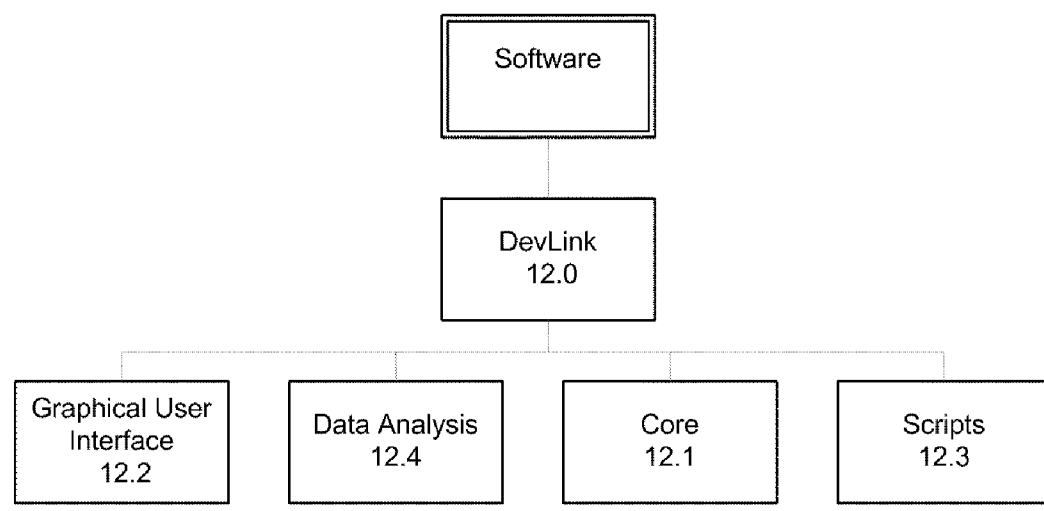 Software
DevLink
12.0
Graphical User
Interface
12.2
Data Analysis
12.4
Core
12.1
Scripts
12.3